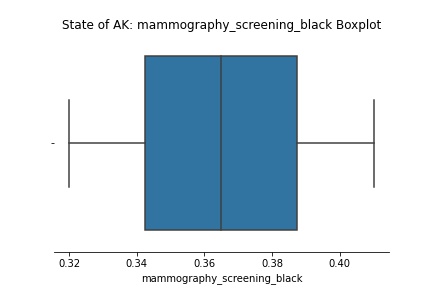 State of AK: mammography_screening_black Boxplot
-
0.32 0.34 0.36 0.38 0.40
mammography_screening_black